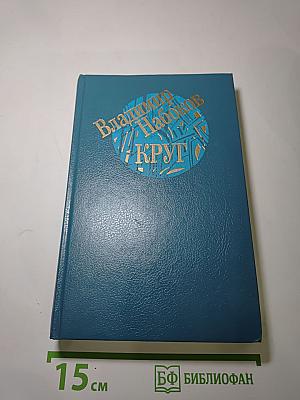 Владимир
Набоков
КРУГ
15 см
БФ БИБЛИОФАН